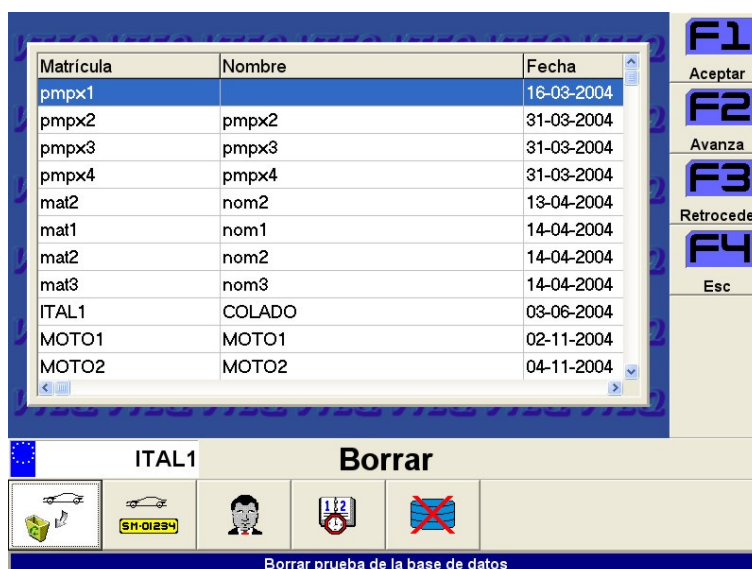 Matrícula Nombre Fecha
pmpx1 16-03-2004
pmpx2 pmpx2 31-03-2004
pmpx3 pmpx3 31-03-2004
pmpx4 pmpx4 31-03-2004
mat2 nom2 13-04-2004
mat1 nom1 14-04-2004
mat2 nom2 14-04-2004
mat3 nom3 14-04-2004
ITAL1 COLADO 03-06-2004
MOTO1 MOTO1 02-11-2004
MOTO2 MOTO2 04-11-2004
F1
Aceptar
F2
Avanza
F3
Retrocede
F4
Esc
ITAL1 Borrar
SM-01234
1 2
Borrar prueba de la base de datos